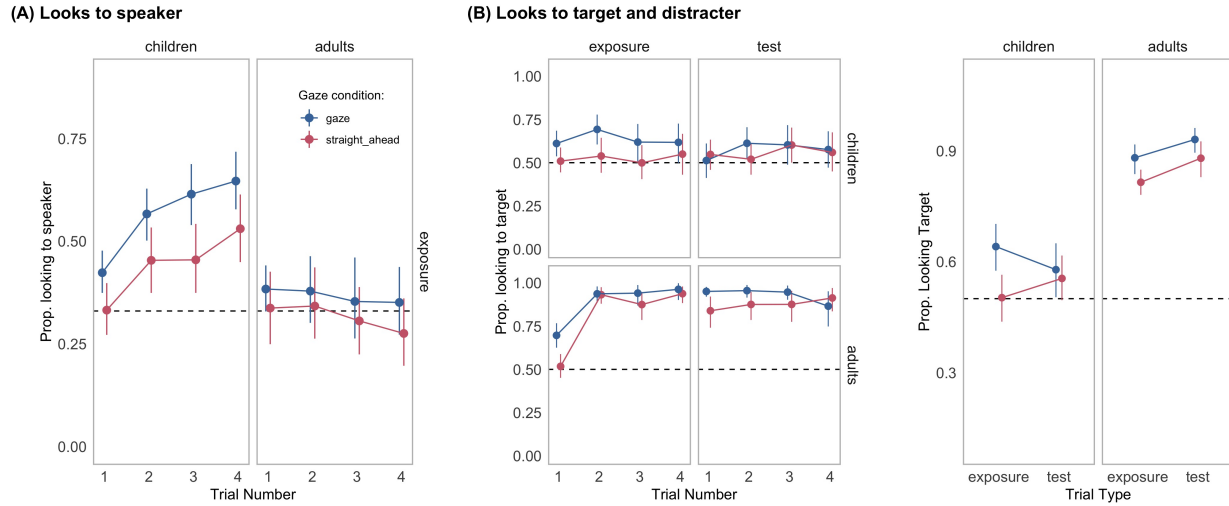 (A) Looks to speaker
children
adults
Gaze condition:
gaze
straight_ahead
Prop. looking to speaker
0.75
0.50
0.25
0.00
exposure
1 2 3 4
1 2 3 4
Trial Number
(B) Looks to target and distracter
exposure
test
Prop. looking to target
1.00
0.75
0.50
0.25
0.00
children
1.00
0.75
0.50
0.25
0.00
adults
1 2 3 4
1 2 3 4
Trial Number
children
adults
Prop. Looking Target
0.9
0.6
0.3
exposure test
exposure test
Trial Type